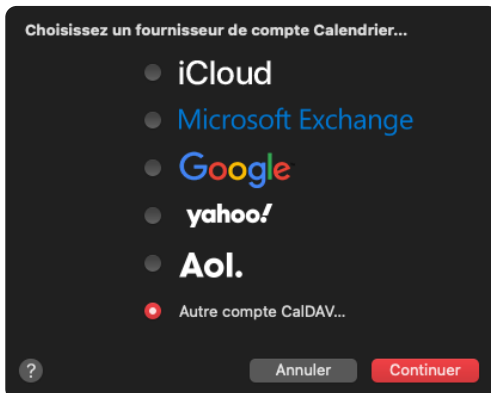 Choisissez un fournisseur de compte Calendrier...
iCloud
Microsoft Exchange
Google
yahoo!
Aol.
Autre compte CalDAV...
?
Annuler
Continuer